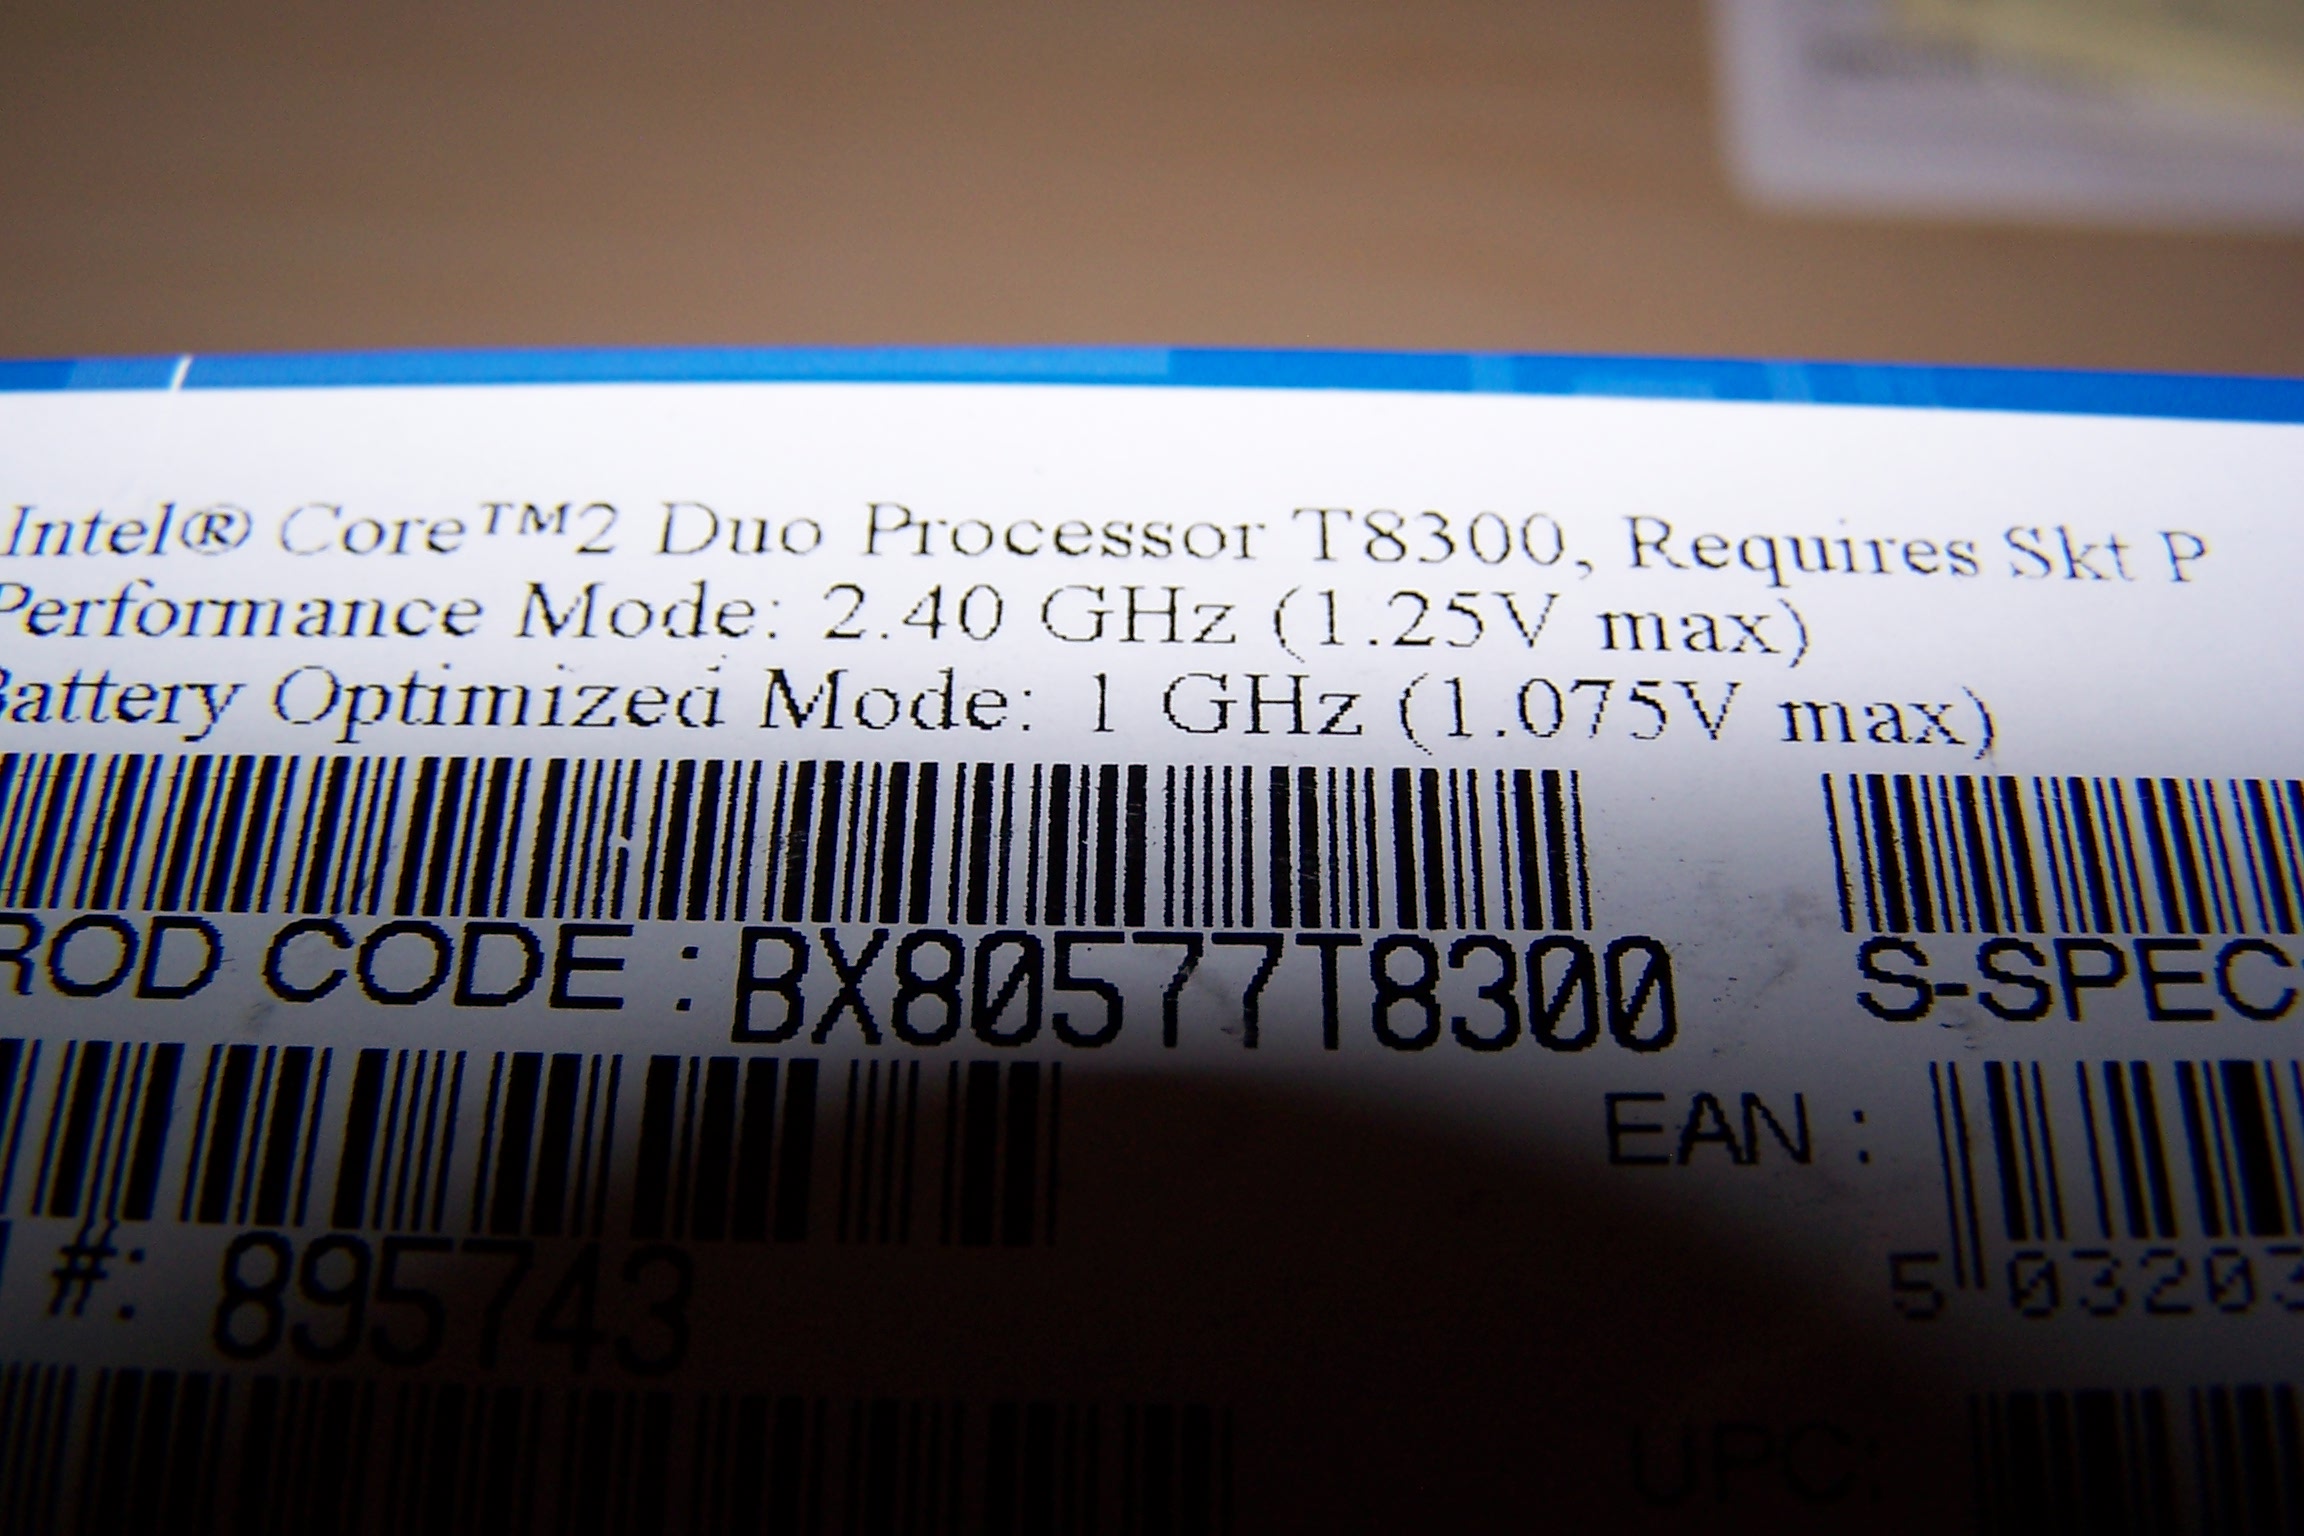 Intel® Core™2 Duo Processor T8300, Requires Skt P
Performance Mode: 2.40 GHz (1.25V max)
Battery Optimized Mode: 1 GHz (1.075V max)
ROD CODE : BX80577T8300
S-SPEC
EAN :
#: 895743
5 03203
UPC: